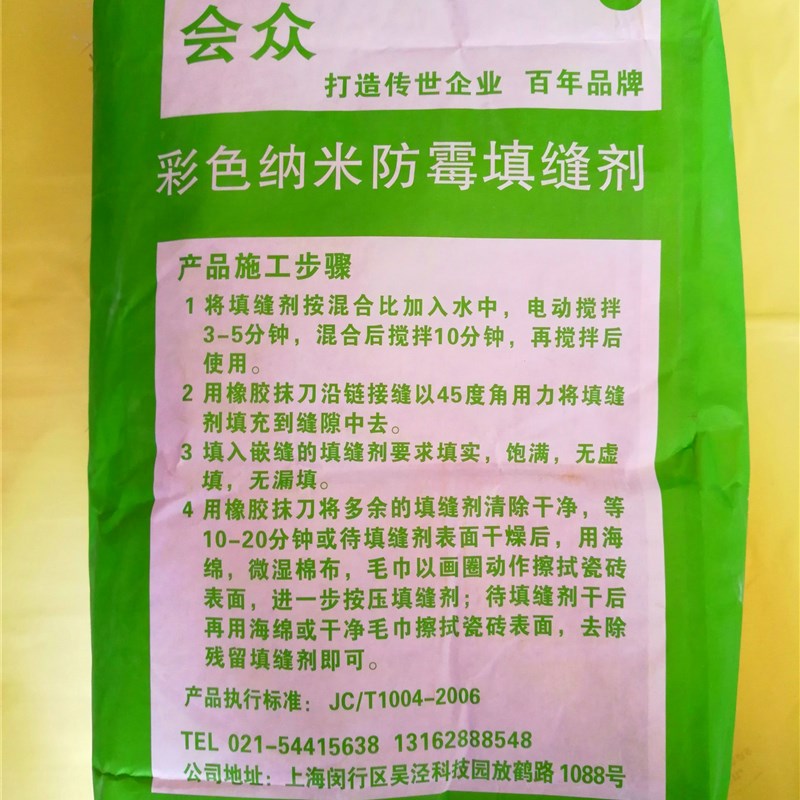 会众
打造传世企业 百年品牌
彩色纳米防霉填缝剂
产品施工步骤
1 将填缝剂按混合比加入水中，电动搅拌
3-5分钟，混合后搅拌10分钟，再搅拌后
使用。
2 用橡胶抹刀沿链接缝以45度角用力将填缝
剂填充到缝隙中去。
3 填入嵌缝的填缝剂要求填实，饱满，无虚
填，无漏填。
4 用橡胶抹刀将多余的填缝剂清除干净，等
10-20分钟或待填缝剂表面干燥后，用海
绵，微湿棉布，毛巾以画圈动作擦拭瓷砖
表面，进一步按压填缝剂；待填缝剂干后
再用海绵或干净毛巾擦拭瓷砖表面，去除
残留填缝剂即可。
产品执行标准：JC/T1004-2006
TEL 021-54415638 13162888548
公司地址：上海闵行区吴泾科技园放鹤路1088号